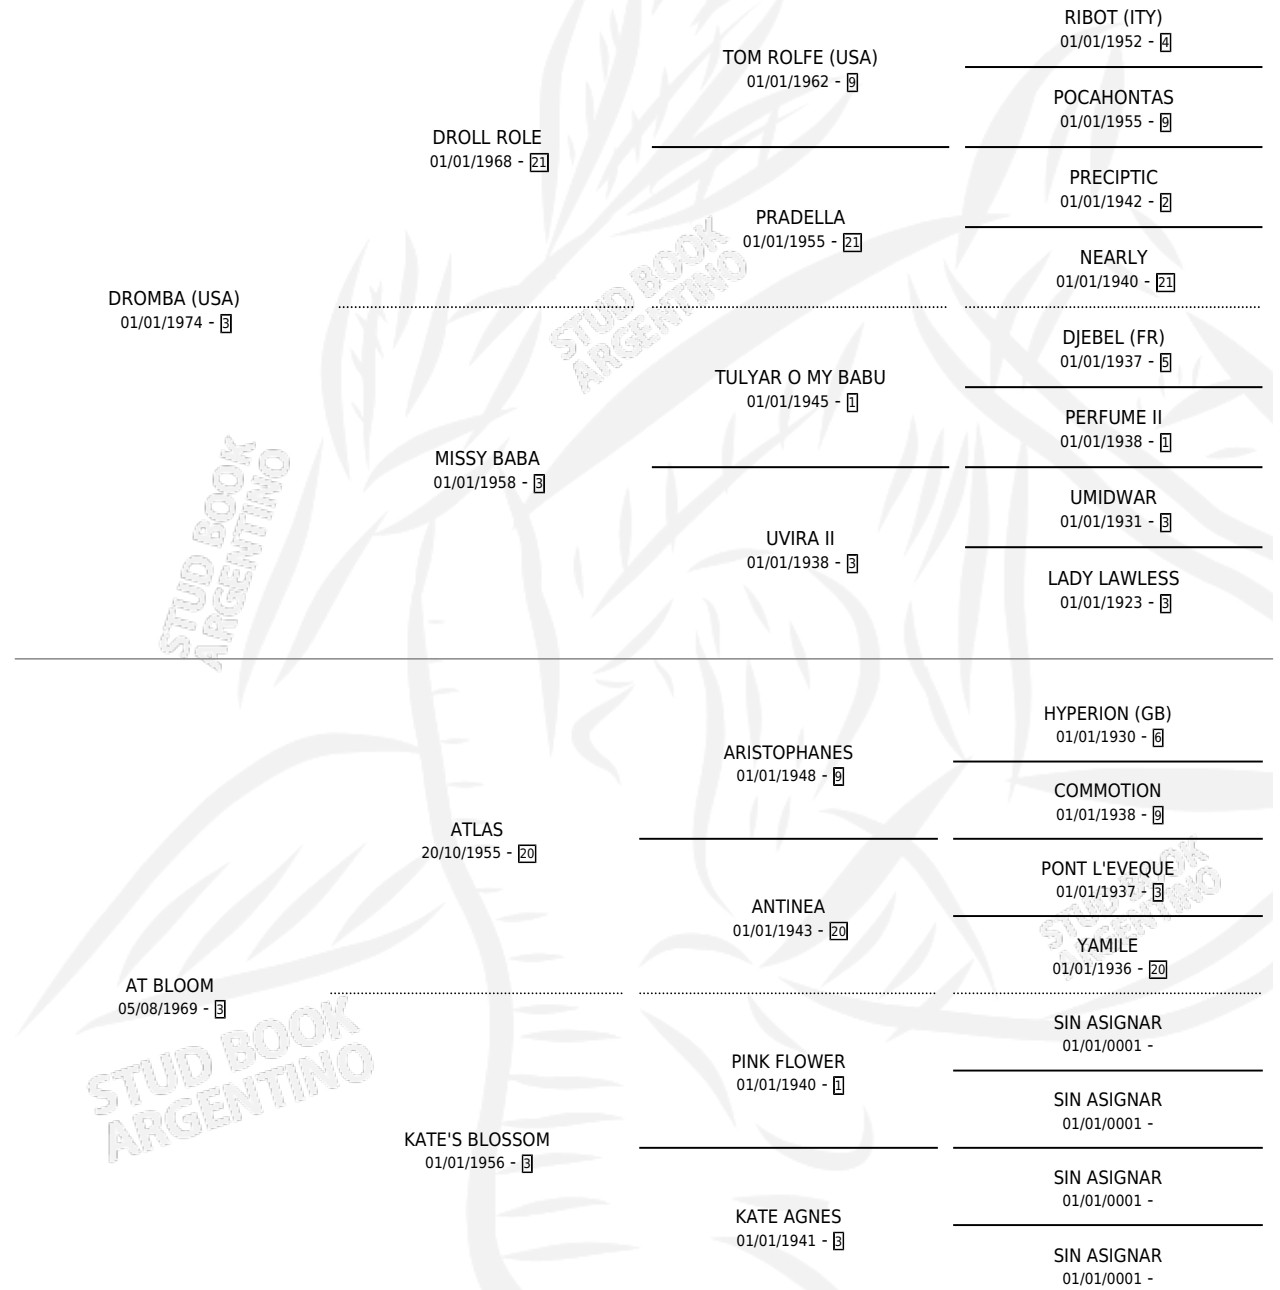 RIBOT (ITY)
01/01/1952 - 4
TOM ROLFE (USA)
01/01/1962 - 9
POCAHONTAS
01/01/1955 - 9
DROLL ROLE
01/01/1968 - 21
PRECIPTIC
01/01/1942 - 2
PRADELLA
01/01/1955 - 21
NEARLY
01/01/1940 - 21
DROMBA (USA)
01/01/1974 - 3
DJEBEL (FR)
01/01/1937 - 5
TULYAR O MY BABU
01/01/1945 - 1
PERFUME II
01/01/1938 - 1
MISSY BABA
01/01/1958 - 3
UMIDWAR
01/01/1931 - 3
UVIRA II
01/01/1938 - 3
LADY LAWLESS
01/01/1923 - 3
STUD BOOK
ARGENTINO
STUD BOOK
ARGENTINO
HYPERION (GB)
01/01/1930 - 6
ARISTOPHANES
01/01/1948 - 9
COMMOTION
01/01/1938 - 9
ATLAS
20/10/1955 - 20
PONT L'EVEQUE
01/01/1937 - 3
ANTINEA
01/01/1943 - 20
YAMILE
01/01/1936 - 20
STUD BOOK
ARGENTINO
AT BLOOM
05/08/1969 - 3
SIN ASIGNAR
01/01/0001 -
PINK FLOWER
01/01/1940 - 1
SIN ASIGNAR
01/01/0001 -
KATE'S BLOSSOM
01/01/1956 - 3
SIN ASIGNAR
01/01/0001 -
KATE AGNES
01/01/1941 - 3
SIN ASIGNAR
01/01/0001 -
STUD BOOK
ARGENTINO